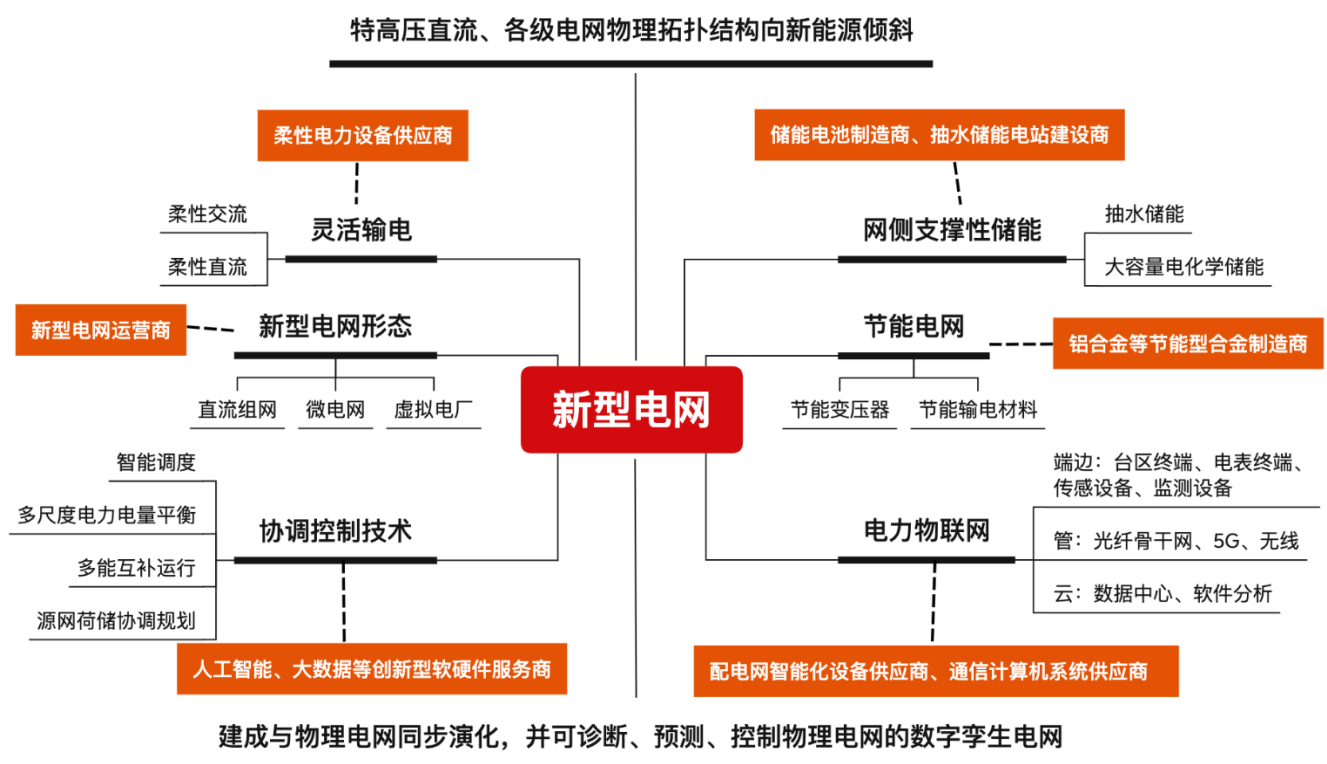 特高压直流、各级电网物理拓扑结构向新能源倾斜
柔性电力设备供应商
灵活输电
柔性交流
柔性直流
新型电网运营商
新型电网形态
直流组网
微电网
虚拟电厂
智能调度
多尺度电力电量平衡
多能互补运行
源网荷储协调规划
协调控制技术
人工智能、大数据等创新型软硬件服务商
新型电网
储能电池制造商、抽水储能电站建设商
网侧支撑性储能
抽水储能
大容量电化学储能
节能电网
铝合金等节能型合金制造商
节能变压器
节能输电材料
电力物联网
端边：台区终端、电表终端、
传感设备、监测设备
管：光纤骨干网、5G、无线
云：数据中心、软件分析
配电网智能化设备供应商、通信计算机系统供应商
建成与物理电网同步演化，并可诊断、预测、控制物理电网的数字孪生电网